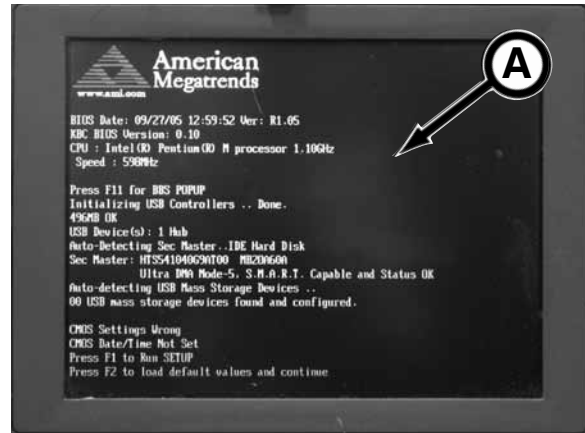 American
Megatrends
www.ami.com
A
BIOS Date: 09/27/05 12:59:52 Ver: R1.05
KBC BIOS Version: 0.10
CPU : Intel(R) Pentium(R) M processor 1.10GHz
Speed : 598MHz
Press F11 for BBS POPUP
Initializing USB Controllers .. Done.
496MB OK
USB Device(s): 1 Hub
Auto-Detecting Sec Master..IDE Hard Disk
Sec Master: HTS541040G9AT00 MB2OA60A
Ultra DMA Mode-5, S.M.A.R.T. Capable and Status OK
Auto-detecting USB Mass Storage Devices ..
00 USB mass storage devices found and configured.
CMOS Settings Wrong
CMOS Date/Time Not Set
Press F1 to Run SETUP
Press F2 to load default values and continue